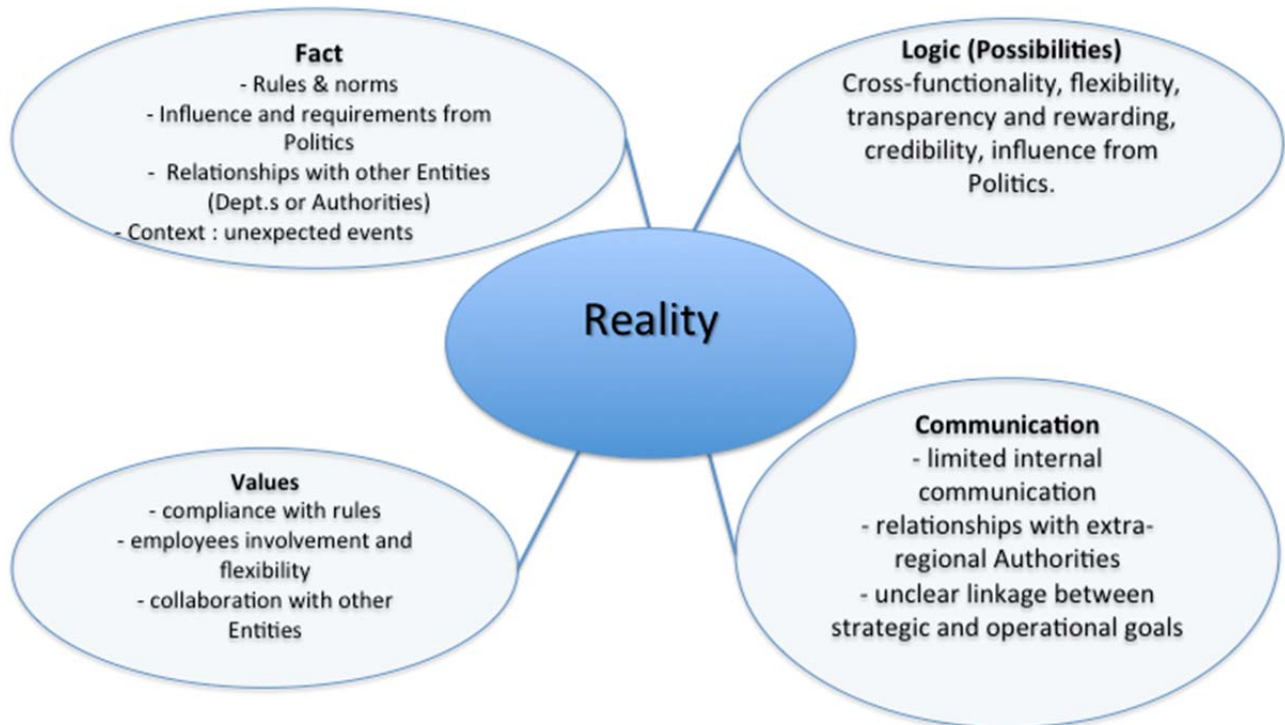 Fact
- Rules & norms
- Influence and requirements from
Politics
- Relationships with other Entities
(Dept.s or Authorities)
- Context : unexpected events
Logic (Possibilities)
Cross-functionality, flexibility,
transparency and rewarding,
credibility, influence from
Politics.
Reality
Values
- compliance with rules
- employees involvement and
flexibility
- collaboration with other
Entities
Communication
- limited internal
communication
- relationships with extra-
regional Authorities
- unclear linkage between
strategic and operational goals